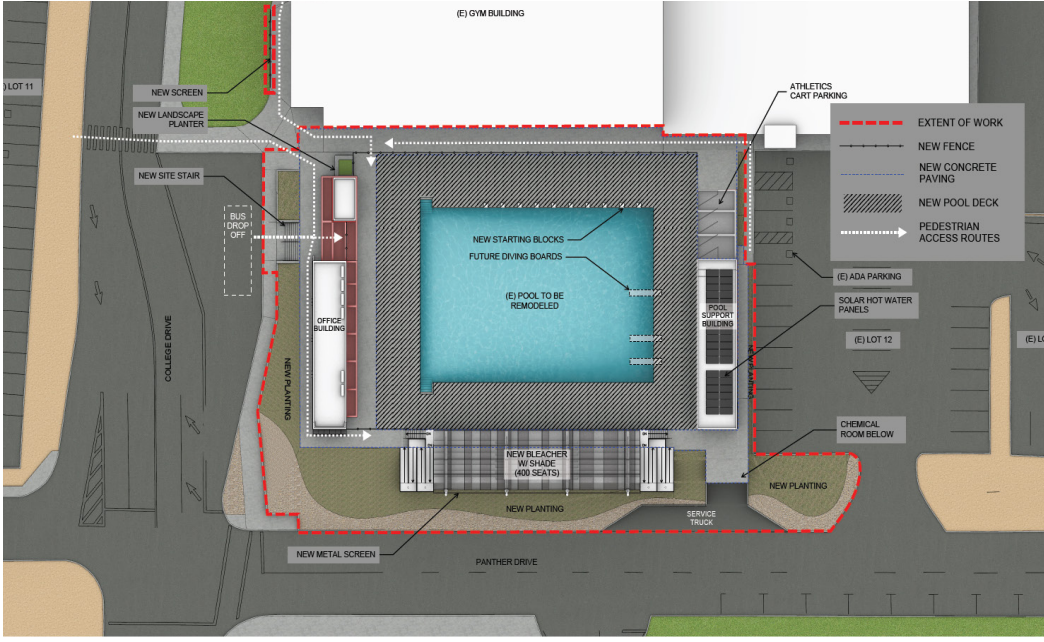 (E) GYM BUILDING
) LOT 11
NEW SCREEN
NEW LANDSCAPE
PLANTER
NEW SITE STAIR
BUS
DROP
OFF
COLLEGE DRIVE
NEW PLANTING
OFFICE
BUILDING
NEW STARTING BLOCKS
FUTURE DIVING BOARDS
(E) POOL TO BE
REMODELED
POOL
SUPPORT
BUILDING
NEW PLANTING
ATHLETICS
CART PARKING
EXTENT OF WORK
NEW FENCE
NEW CONCRETE
PAVING
NEW POOL DECK
PEDESTRIAN
ACCESS ROUTES
(E) ADA PARKING
SOLAR HOT WATER
PANELS
(E) LOT 12
(E) LO
CHEMICAL
ROOM BELOW
NEW BLEACHER
W/ SHADE
(400 SEATS)
NEW PLANTING
NEW PLANTING
SERVICE
TRUCK
NEW METAL SCREEN
PANTHER DRIVE